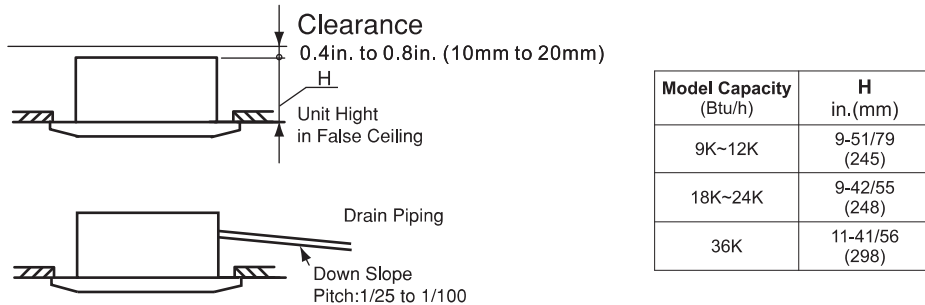 Clearance
0.4in. to 0.8in. (10mm to 20mm)
H
Unit Hight
in False Ceiling
Drain Piping
Down Slope
Pitch:1/25 to 1/100
Model Capacity
(Btu/h)
H
in.(mm)
9K~12K
9-51/79
(245)
18K~24K
9-42/55
(248)
36K
11-41/56
(298)